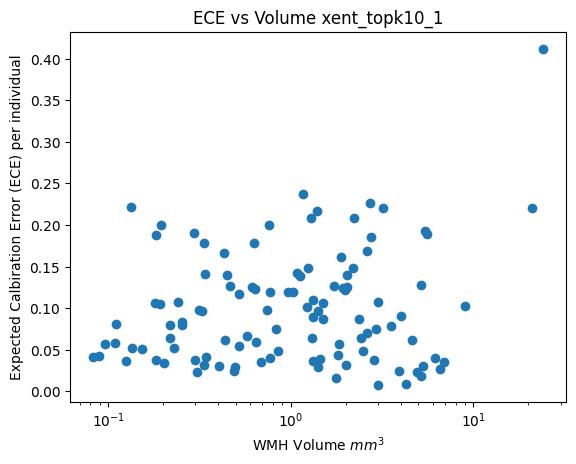 ECE vs Volume xent_topk10_1
Expected Calbiration Error (ECE) per individual
0.40
0.35
0.30
0.25
0.20
0.15
0.10
0.05
0.00
10⁻¹ 10⁰ 10¹
WMH Volume mm³